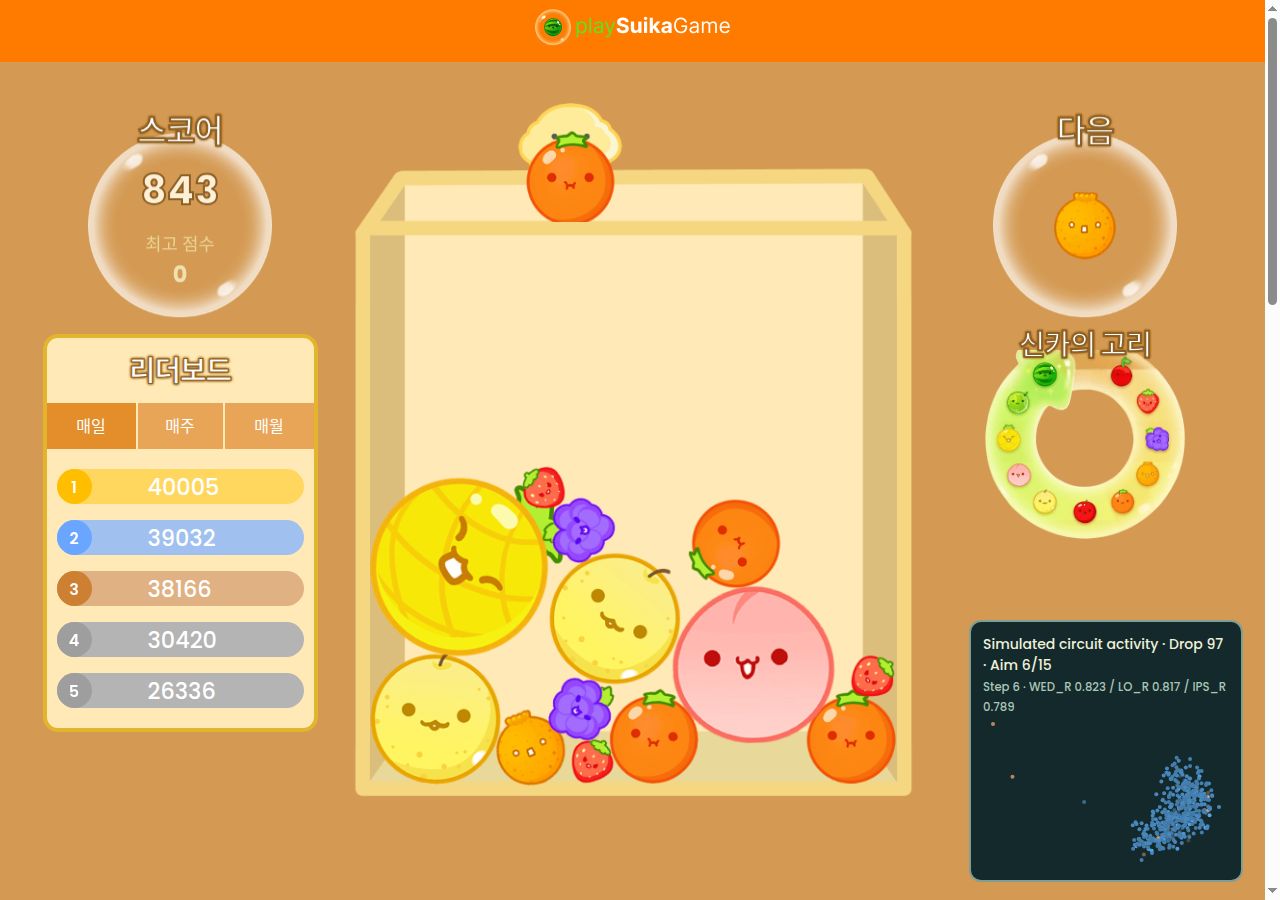 playSuikaGame
스코어
843
최고 점수
0
다음
신카의 고리
리더보드
매일
매주
매월
1 40005
2 39032
3 38166
4 30420
5 26336
Simulated circuit activity · Drop 97
· Aim 6/15
Step 6 · WED_R 0.823 / LO_R 0.817 / IPS_R
0.789